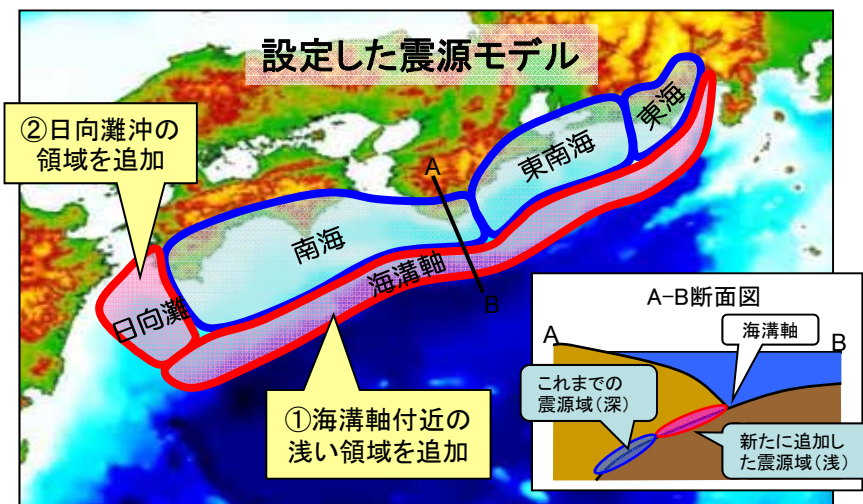 設定した震源モデル
②日向灘沖の
領域を追加
A
東海
東南海
南海
海溝軸
B
日向灘
①海溝軸付近の
浅い領域を追加
A-B断面図
A
海溝軸
B
これまでの
震源域(深)
新たに追加し
た震源域(浅)